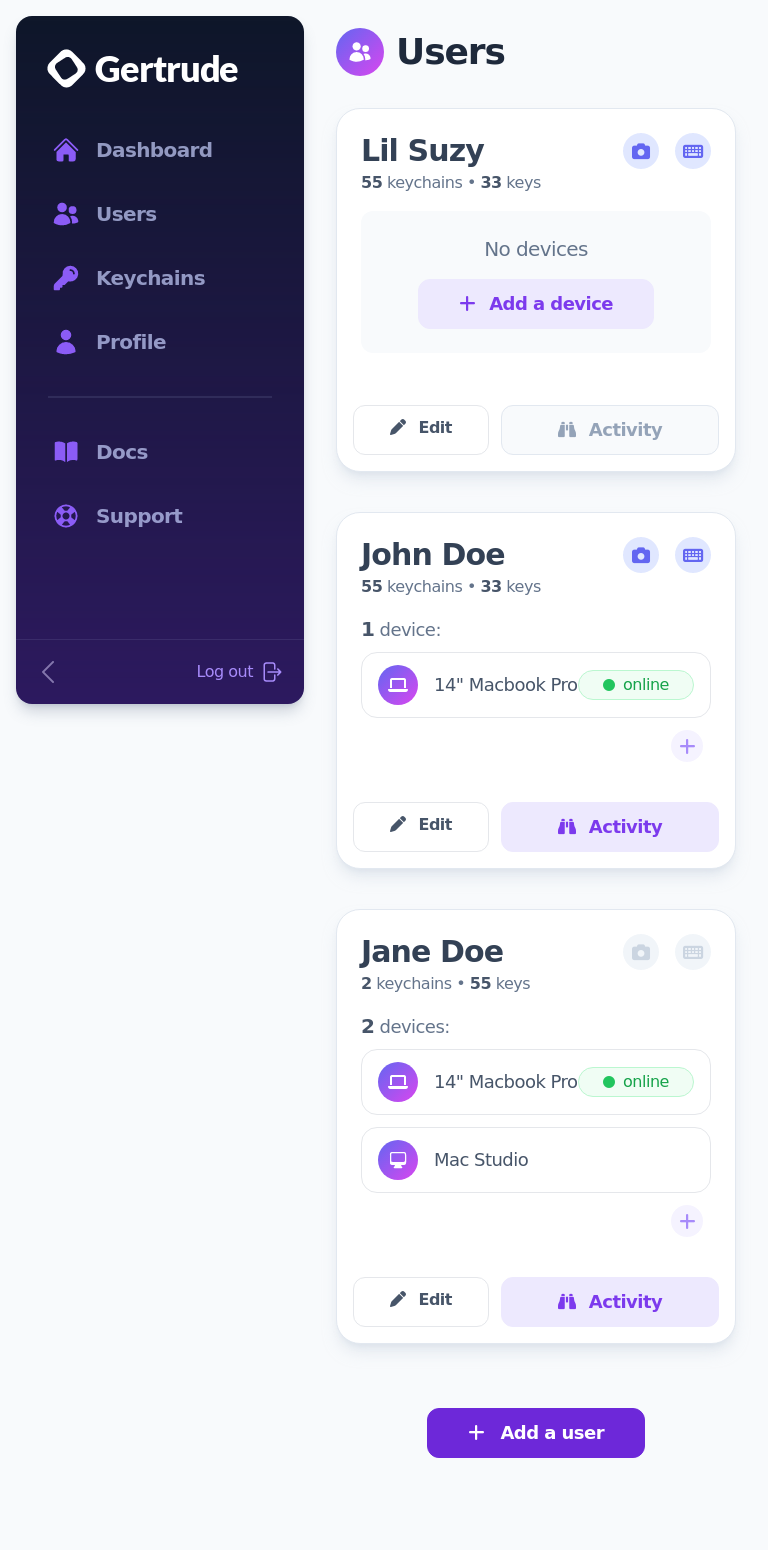 Gertrude
Dashboard
Users
Keychains
Profile
Docs
Support
Log out
Users
Lil Suzy
55 keychains • 33 keys
No devices
Add a device
Edit
Activity
John Doe
55 keychains • 33 keys
1 device:
14" Macbook Pro
online
Edit
Activity
Jane Doe
2 keychains • 55 keys
2 devices:
14" Macbook Pro
online
Mac Studio
Edit
Activity
Add a user